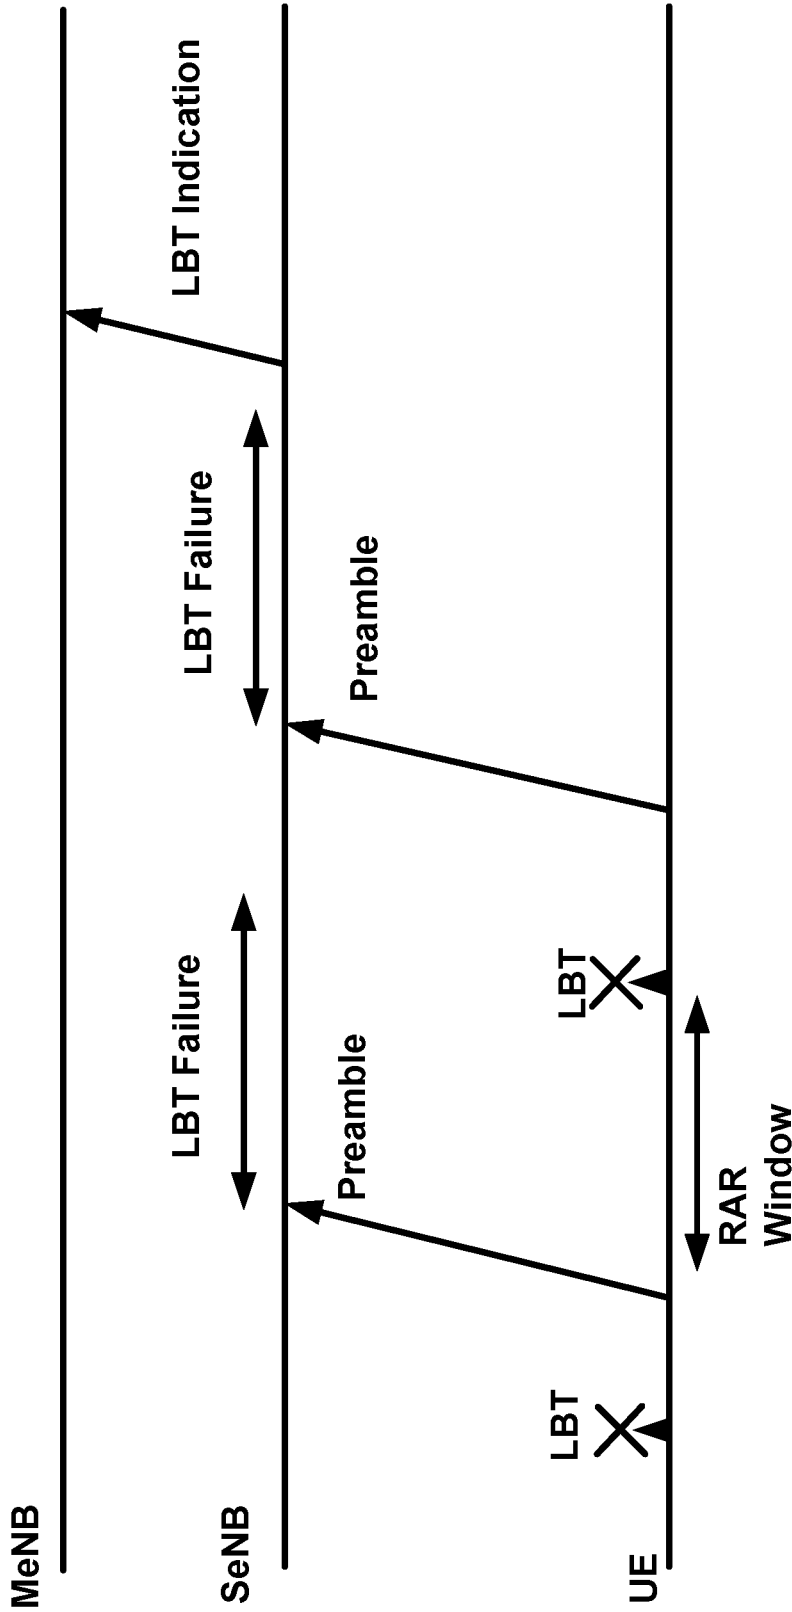 MeNB
LBT Indication
LBT Failure
LBT Failure
SeNB
Preamble
Preamble
LBT
LBT
UE
RAR
Window